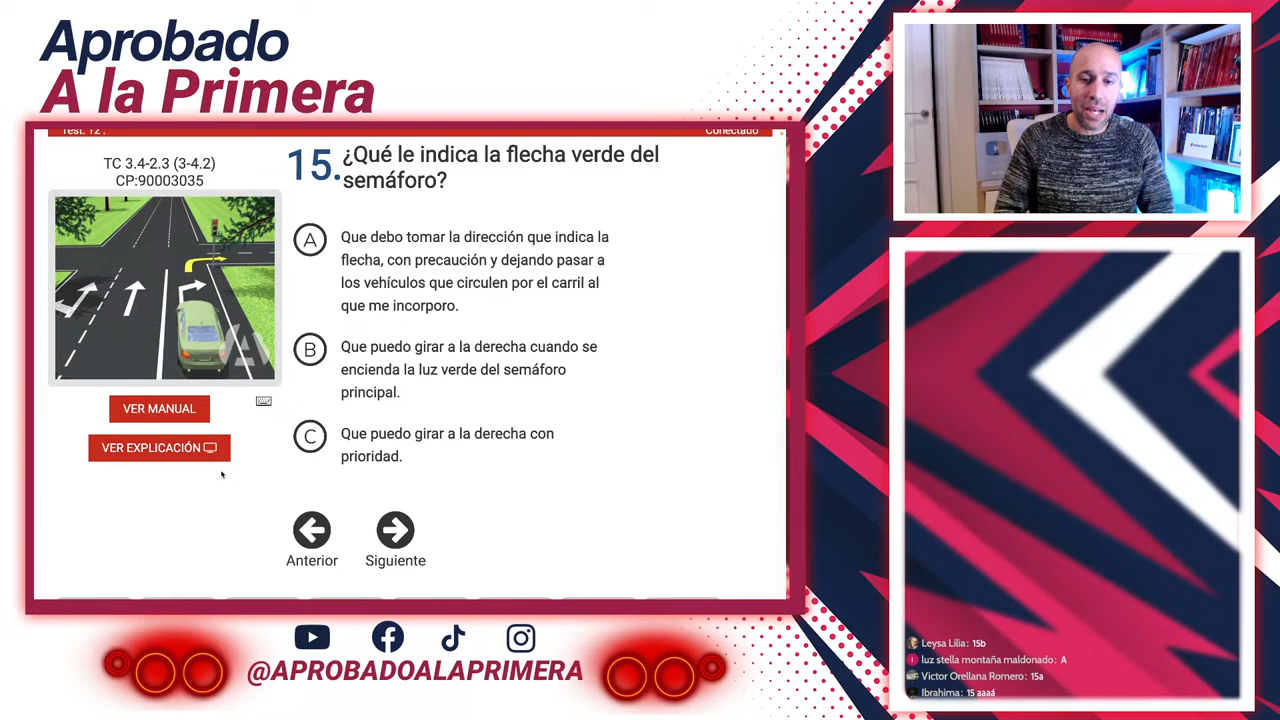 Aprobado
A la Primera
Test: 12 .
Conectado
TC 3.4-2.3 (3-4.2)
CP:90003035
15.
¿Qué le indica la flecha verde del
semáforo?
A
Que debo tomar la dirección que indica la
flecha, con precaución y dejando pasar a
los vehículos que circulen por el carril al
que me incorporo.
B
Que puedo girar a la derecha cuando se
encienda la luz verde del semáforo
principal.
C
Que puedo girar a la derecha con
prioridad.
VER MANUAL
VER EXPLICACIÓN
Anterior
Siguiente
@APROBADOALAPRIMERA
Leysa Lilia: 15b
luz stella montaña maldonado: A
Victor Orellana Romero: 15a
Ibrahima: 15 aaaá